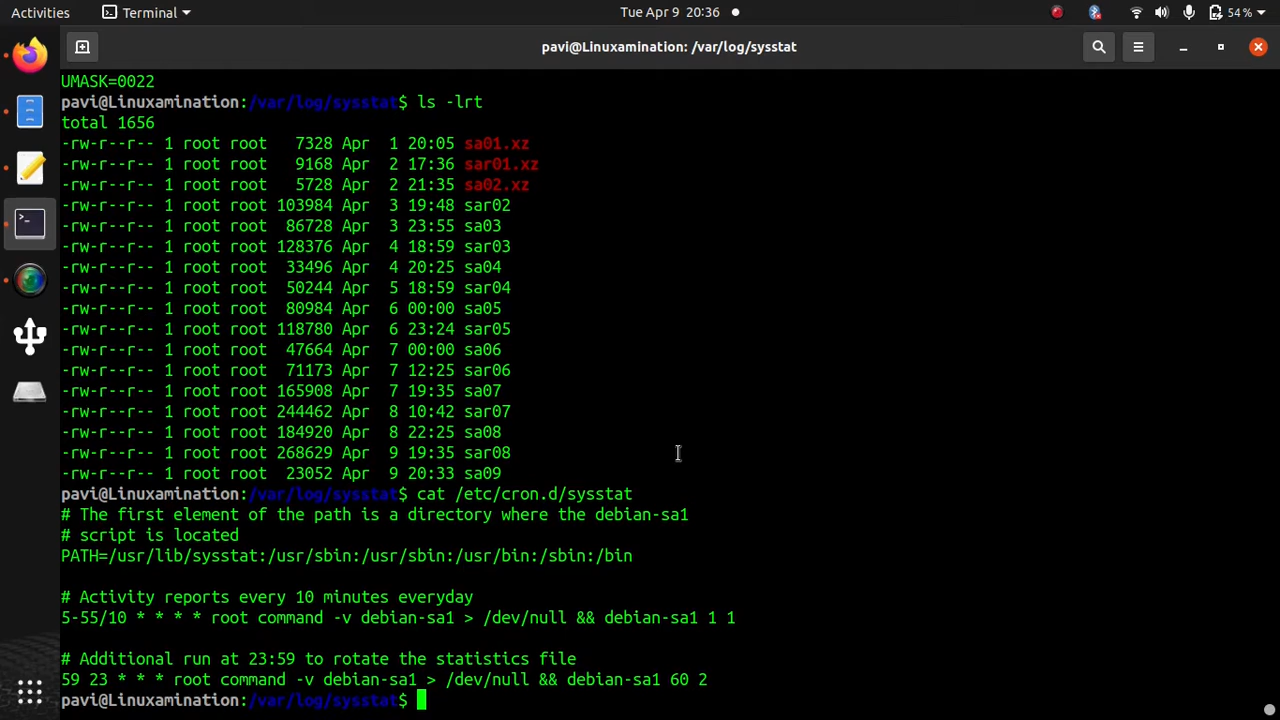 Activities Terminal Tue Apr 9 20:36 54 %
pavi@Linuxamination: /var/log/sysstat
UMASK=0022
pavi@Linuxamination:/var/log/sysstat$ ls -lrt
total 1656
-rw-r--r-- 1 root root   7328 Apr  1 20:05 sa01.xz
-rw-r--r-- 1 root root   9168 Apr  2 17:36 sar01.xz
-rw-r--r-- 1 root root   5728 Apr  2 21:35 sa02.xz
-rw-r--r-- 1 root root 103984 Apr  3 19:48 sar02
-rw-r--r-- 1 root root  86728 Apr  3 23:55 sa03
-rw-r--r-- 1 root root 128376 Apr  4 18:59 sar03
-rw-r--r-- 1 root root  33496 Apr  4 20:25 sa04
-rw-r--r-- 1 root root  50244 Apr  5 18:59 sar04
-rw-r--r-- 1 root root  80984 Apr  6 00:00 sa05
-rw-r--r-- 1 root root 118780 Apr  6 23:24 sar05
-rw-r--r-- 1 root root  47664 Apr  7 00:00 sa06
-rw-r--r-- 1 root root  71173 Apr  7 12:25 sar06
-rw-r--r-- 1 root root 165908 Apr  7 19:35 sa07
-rw-r--r-- 1 root root 244462 Apr  8 10:42 sar07
-rw-r--r-- 1 root root 184920 Apr  8 22:25 sa08
-rw-r--r-- 1 root root 268629 Apr  9 19:35 sar08
-rw-r--r-- 1 root root  23052 Apr  9 20:33 sa09
pavi@Linuxamination:/var/log/sysstat$ cat /etc/cron.d/sysstat
# The first element of the path is a directory where the debian-sa1
# script is located
PATH=/usr/lib/sysstat:/usr/sbin:/usr/sbin:/usr/bin:/sbin:/bin
# Activity reports every 10 minutes everyday
5-55/10 * * * * root command -v debian-sa1 > /dev/null && debian-sa1 1 1
# Additional run at 23:59 to rotate the statistics file
59 23 * * * root command -v debian-sa1 > /dev/null && debian-sa1 60 2
pavi@Linuxamination:/var/log/sysstat$